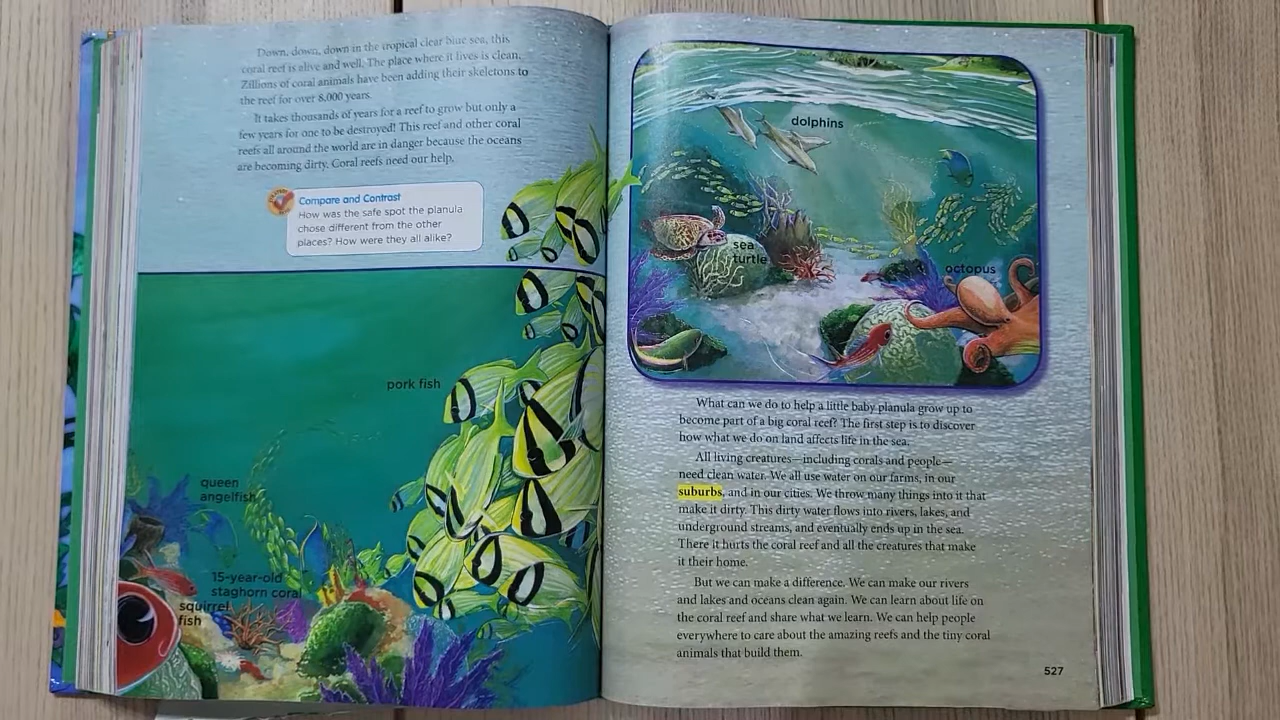 Down, down, down in the tropical clear blue sea, this
coral reef is alive and well. The place where it lives is clean.
Zillions of coral animals have been adding their skeletons to
the reef for over 8,000 years.
It takes thousands of years for a reef to grow but only a
few years for one to be destroyed! This reef and other coral
reefs all around the world are in danger because the oceans
are becoming dirty. Coral reefs need our help.
Compare and Contrast
How was the safe spot the planula
chose different from the other
places? How were they all alike?
pork fish
queen
angelfish
15-year-old
staghorn coral
squirrel
fish
dolphins
sea
turtle
octopus
What can we do to help a little baby planula grow up to
become part of a big coral reef? The first step is to discover
how what we do on land affects life in the sea.
All living creatures—including corals and people—
need clean water. We all use water on our farms, in our
suburbs, and in our cities. We throw many things into it that
make it dirty. This dirty water flows into rivers, lakes, and
underground streams, and eventually ends up in the sea.
There it hurts the coral reef and all the creatures that make
it their home.
But we can make a difference. We can make our rivers
and lakes and oceans clean again. We can learn about life on
the coral reef and share what we learn. We can help people
everywhere to care about the amazing reefs and the tiny coral
animals that build them.
527